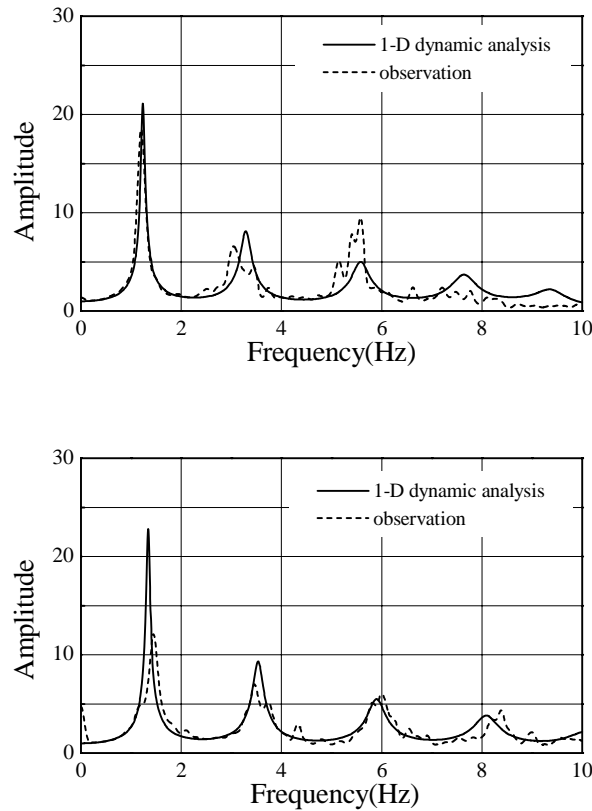 30
1-D dynamic analysis
observation
20
Amplitude
10
0
0 2 4 6 8 10
Frequency(Hz)
30
1-D dynamic analysis
observation
20
Amplitude
10
0
0 2 4 6 8 10
Frequency(Hz)